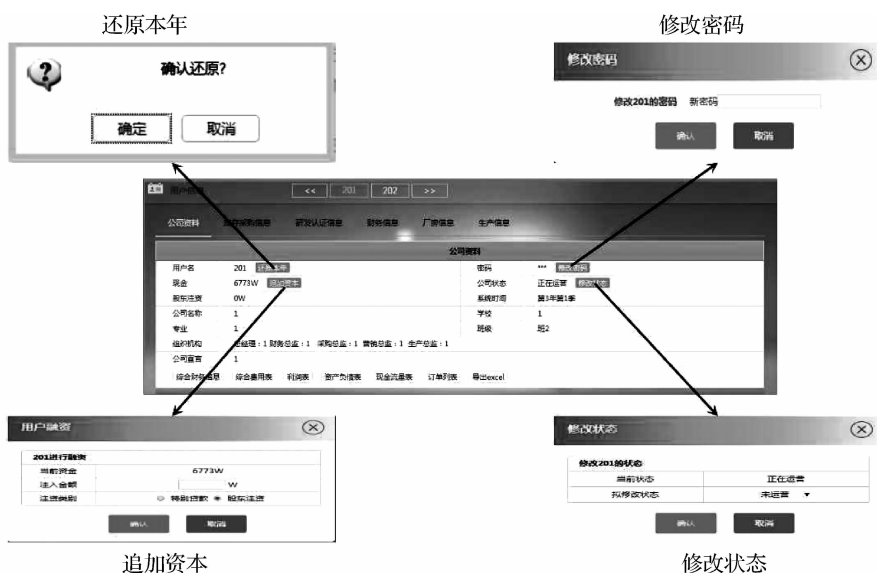 还原本年
修改密码
确认还原?
确定 取消
修改密码
修改201的密码 新密码
确认 取消
用户信息 << 201 202 >>
公司资料 研发认证信息 财务信息 厂房信息 生产信息
公司资料
用户名 201 还原本年 密码 *** 修改密码
现金 6773W 追加资本 公司状态 正在运营 修改状态
股东注资 0W 系统时间 第3年第1季
公司名称 1 学校 1
专业 1 班级 班2
组织机构 总经理:1 财务总监:1 采购总监:1 营销总监:1 生产总监:1
公司宣言 1
综合财务信息 综合费用表 利润表 资产负债表 现金流量表 订单列表 导出excel
用户融资
201进行融资
当前资金 6773W
注入金额 W
注资类别 特别贷款 股东注资
确认 取消
修改状态
修改201的状态
当前状态 正在运营
拟修改状态 未运营
确认 取消
追加资本
修改状态